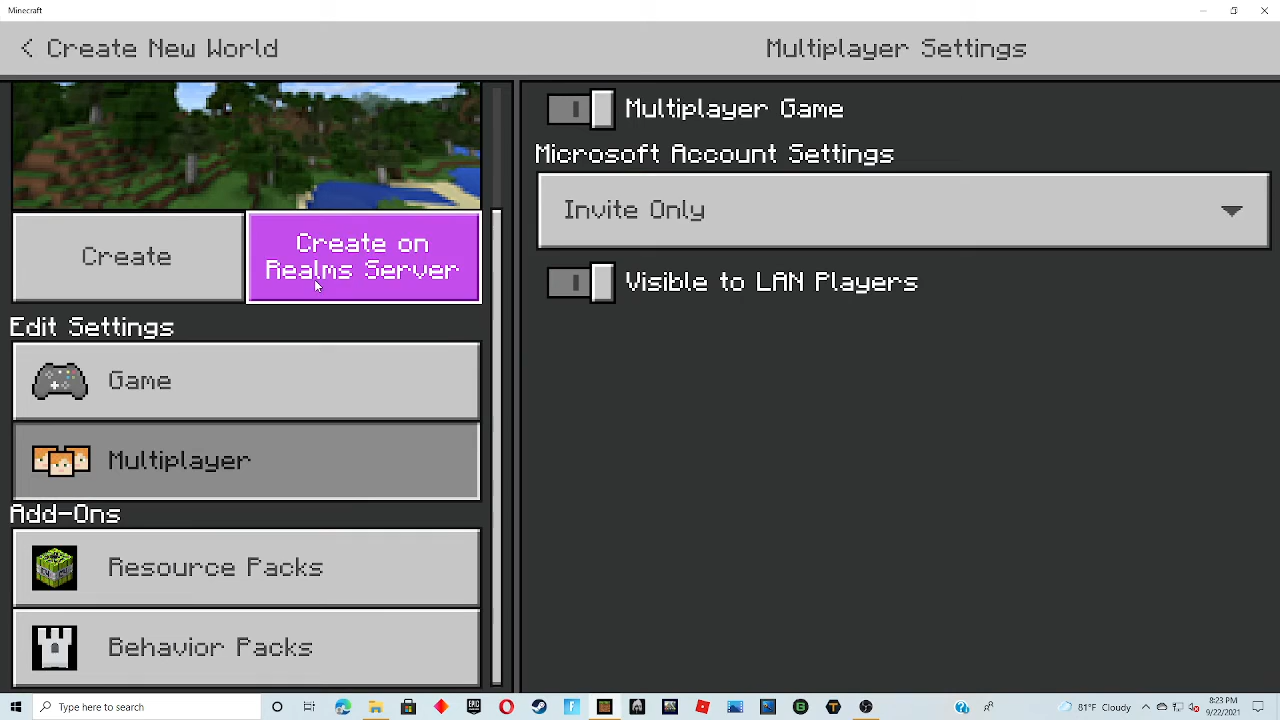 Minecraft
< Create New World
Multiplayer Settings
Create
Create on
Realms Server
Edit Settings
Game
Multiplayer
Add-Ons
Resource Packs
Behavior Packs
Multiplayer Game
Microsoft Account Settings
Invite Only
Visible to LAN Players
Type here to search
EPIC
81°F Cloudy
8:23 PM
9/22/2021